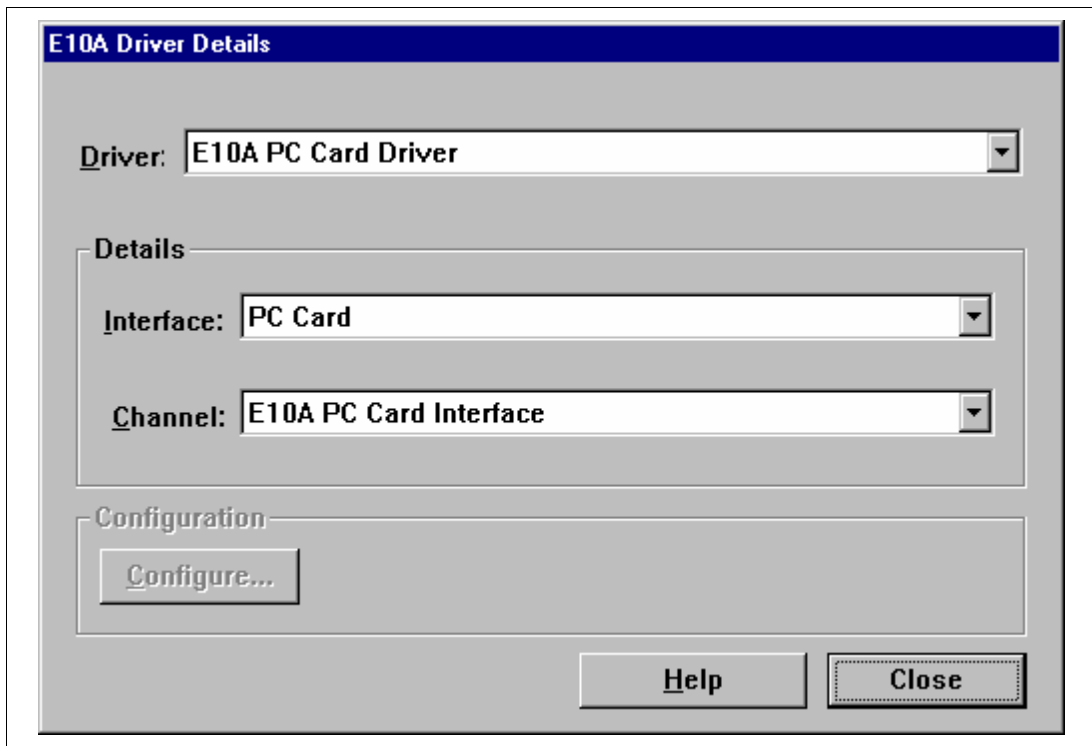 E10A Driver Details
Driver: E10A PC Card Driver
Details
Interface: PC Card
Channel: E10A PC Card Interface
Configuration
Configure...
Help Close